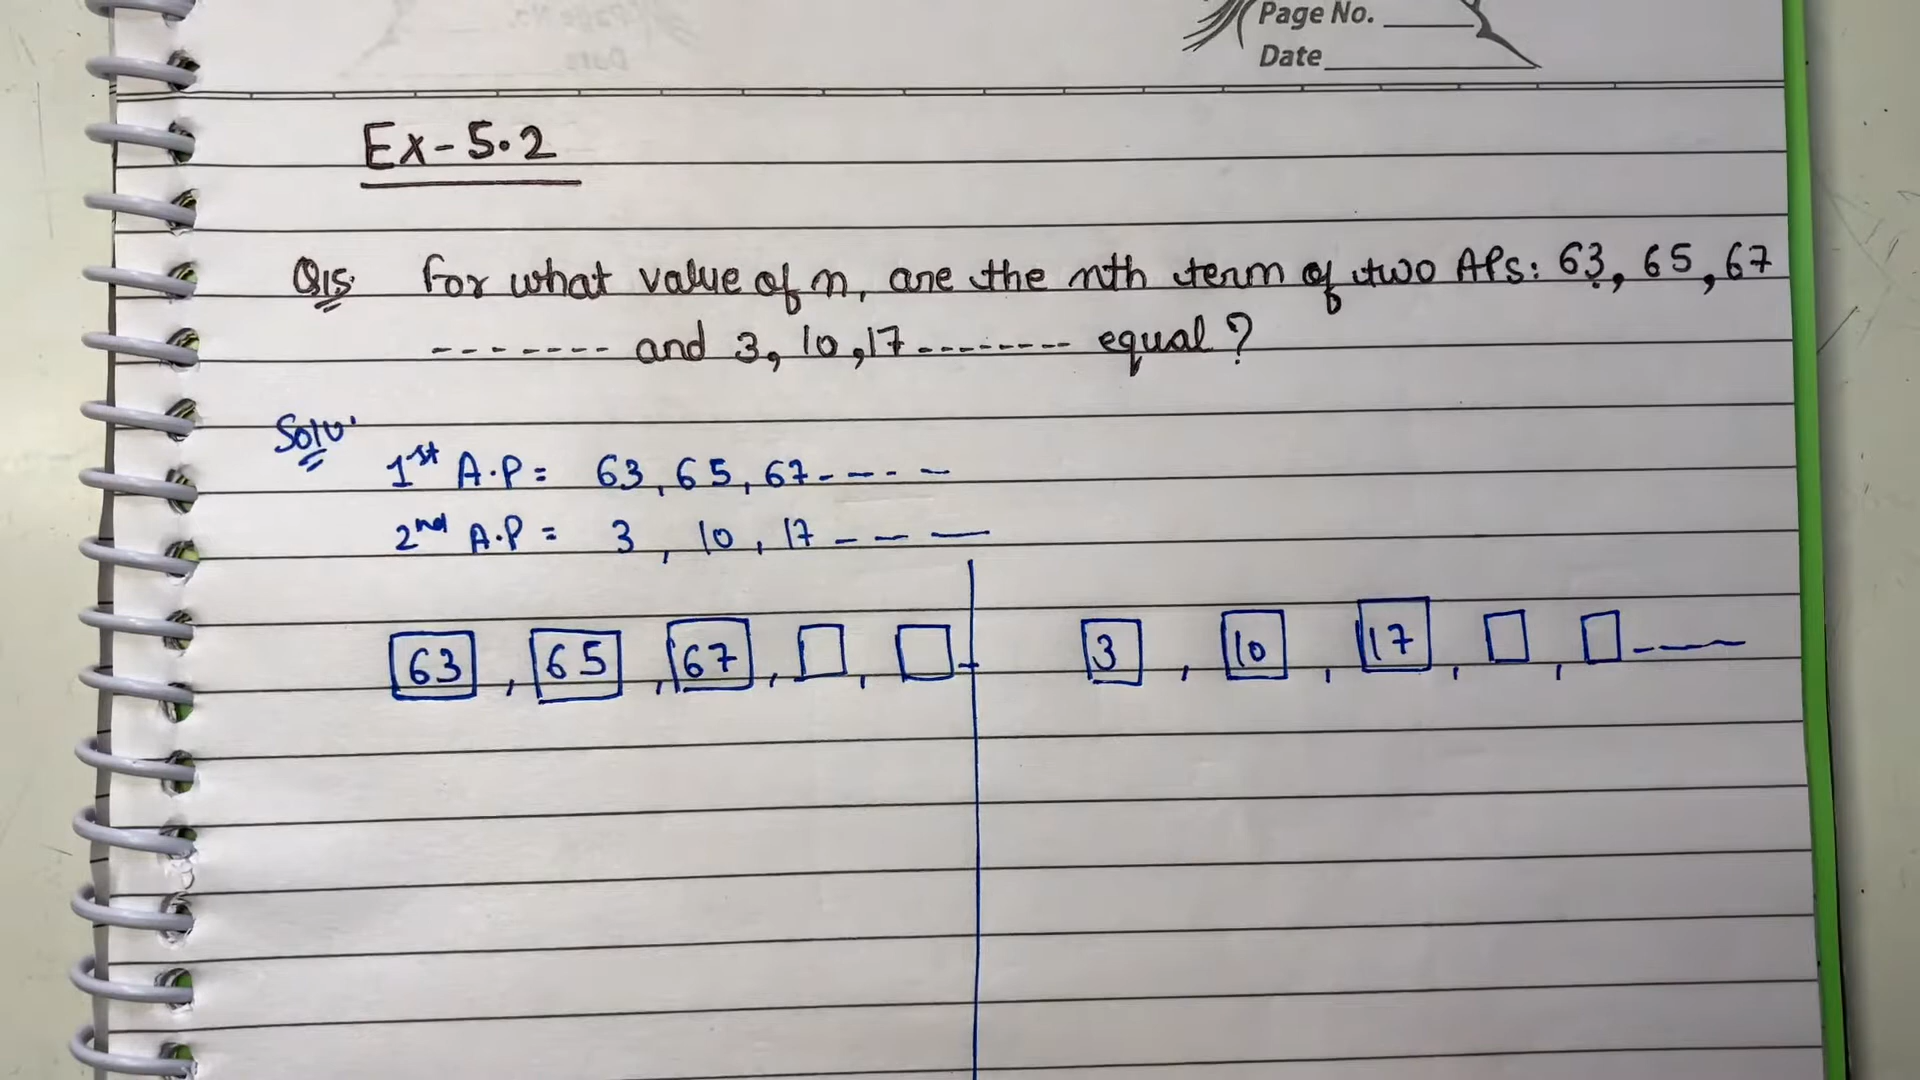 Page No.
Date
Ex-5.2
Q15. For what value of n, are the nth term of two APs: 63, 65, 67
------- and 3, 10, 17 -------- equal?
Solu.
1st A.P = 63, 65, 67 - - - - -
2nd A.P = 3, 10, 17 - - -
63, 65, 67, 3, 10, 17,